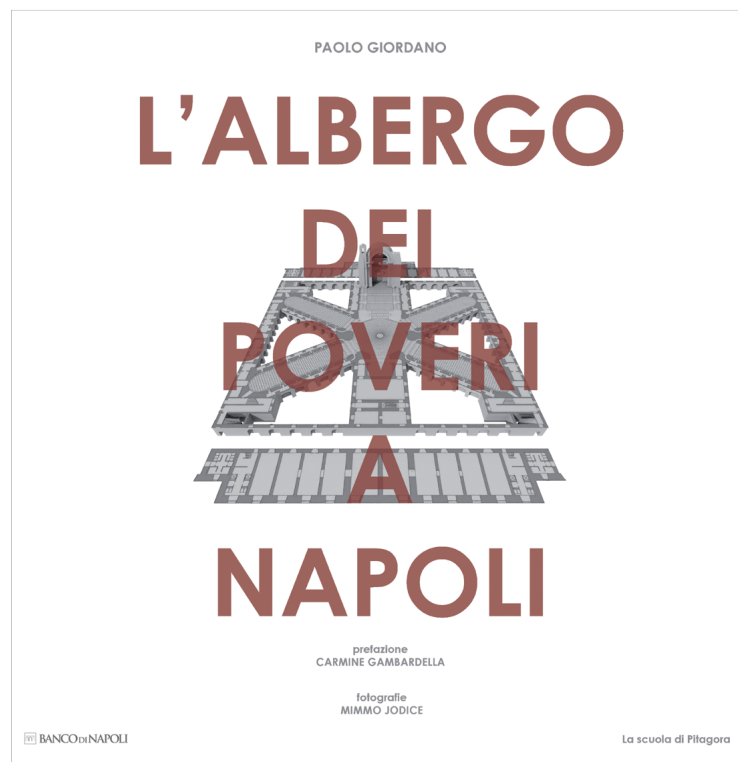 PAOLO GIORDANO
L’ALBERGO
DEI
POVERI
A
NAPOLI
prefazione
CARMINE GAMBARDELLA
fotografie
MIMMO JODICE
BANCO DI NAPOLI
La scuola di Pitagora